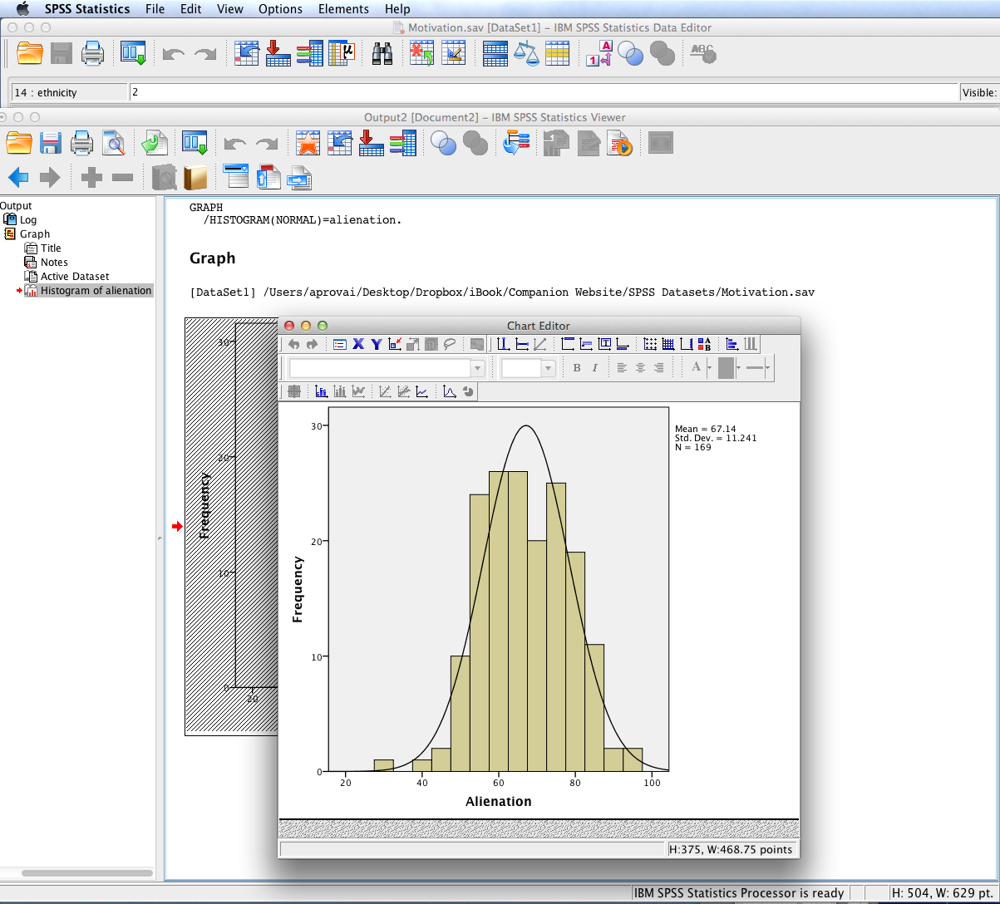 SPSS Statistics File Edit View Options Elements Help
Motivation.sav [DataSet1] – IBM SPSS Statistics Data Editor
μ
A
1
ABC
14 : ethnicity
2
Visible:
Output2 [Document2] – IBM SPSS Statistics Viewer
Output
Log
Graph
Title
Notes
Active Dataset
Histogram of alienation
GRAPH
/HISTOGRAM(NORMAL)=alienation.
Graph
[DataSet1] /Users/aprovai/Desktop/Dropbox/iBook/Companion Website/SPSS Datasets/Motivation.sav
30
20
10
0
Frequency
20
Chart Editor
X Y T A B
B I A
Mean = 67.14
Std. Dev. = 11.241
N = 169
30
20
10
0
Frequency
20 40 60 80 100
Alienation
H:375, W:468.75 points
IBM SPSS Statistics Processor is ready
H: 504, W: 629 pt.